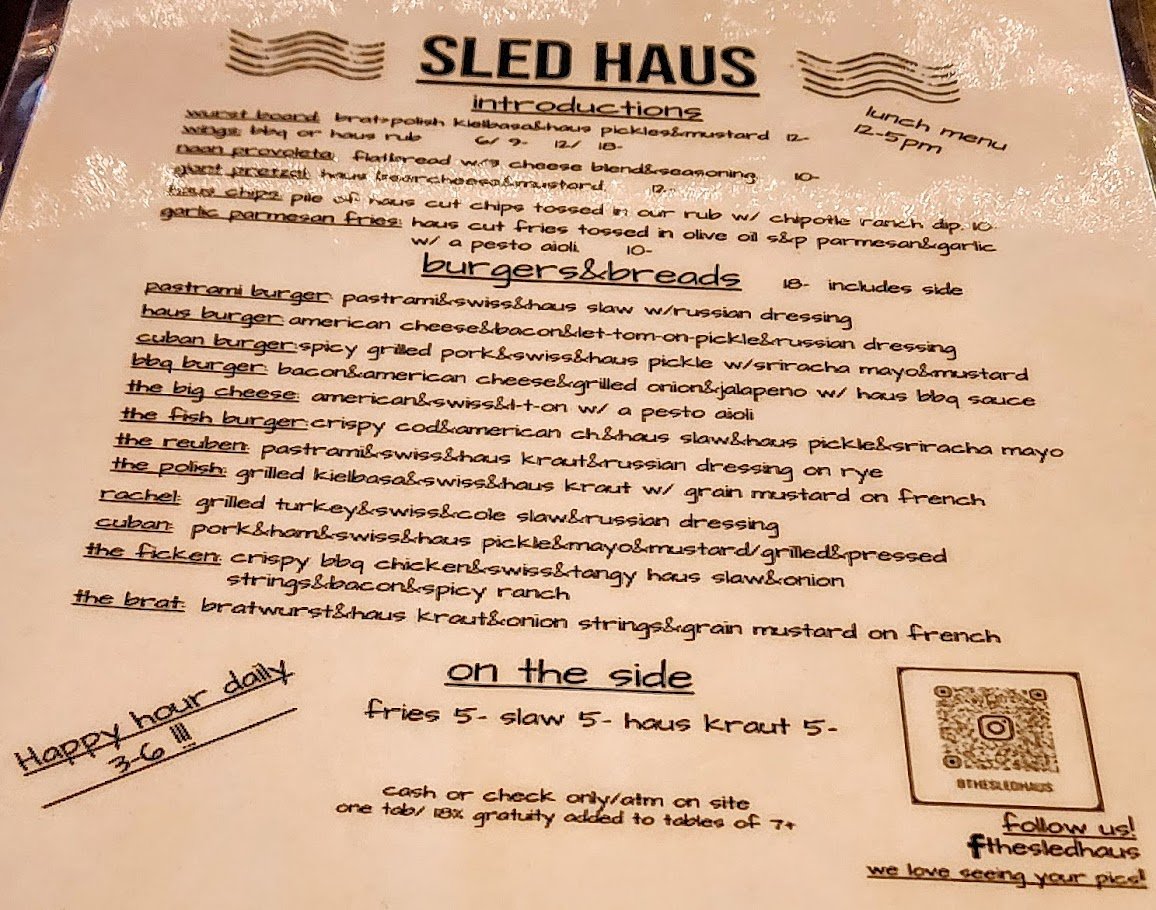 SLED HAUS
introductions
lunch menu
12-5pm
wurst board: brat&polish kielbasa&haus pickles&mustard 12-
wings: bbq or haus rub 6/ 9- 12/ 18-
naan provoleta: flatbread w/3 cheese blend&seasoning 10-
giant pretzel: haus beercheese&mustard 12-
haus chips: pile of haus cut chips tossed in our rub w/ chipotle ranch dip. 10-
garlic parmesan fries: haus cut fries tossed in olive oil s&p parmesan&garlic
w/ a pesto aioli 10-
burgers&breads 18- includes side
pastrami burger: pastrami&swiss&haus slaw w/russian dressing
haus burger: american cheese&bacon&let-tom-on-pickle&russian dressing
cuban burger: spicy grilled pork&swiss&haus pickle w/sriracha mayo&mustard
bbq burger: bacon&american cheese&grilled onion&jalapeno w/ haus bbq sauce
the big cheese: american&swiss&l-t-on w/ a pesto aioli
the fish burger: crispy cod&american ch&haus slaw&haus pickle&sriracha mayo
the reuben: pastrami&swiss&haus kraut&russian dressing on rye
the polish: grilled kielbasa&swiss&haus kraut w/ grain mustard on french
rachel: grilled turkey&swiss&cole slaw&russian dressing
cuban: pork&ham&swiss&haus pickle&mayo&mustard/grilled&pressed
the ficken: crispy bbq chicken&swiss&tangy haus slaw&onion
strings&bacon&spicy ranch
the brat: bratwurst&haus kraut&onion strings&grain mustard on french
on the side
fries 5- slaw 5- haus kraut 5-
Happy hour daily
3-6 !!!
cash or check only/atm on site
one tab/ 18% gratuity added to tables of 7+
@THESLEDHAUS
follow us!
fthesledhaus
we love seeing your pics!